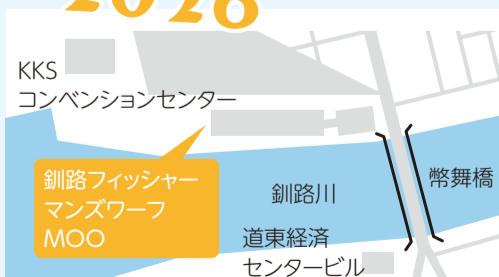 2026
KKS
コンベンションセンター
釧路フィッシャー
マンズワーフ
MOO
釧路川
幣舞橋
道東経済
センタービル